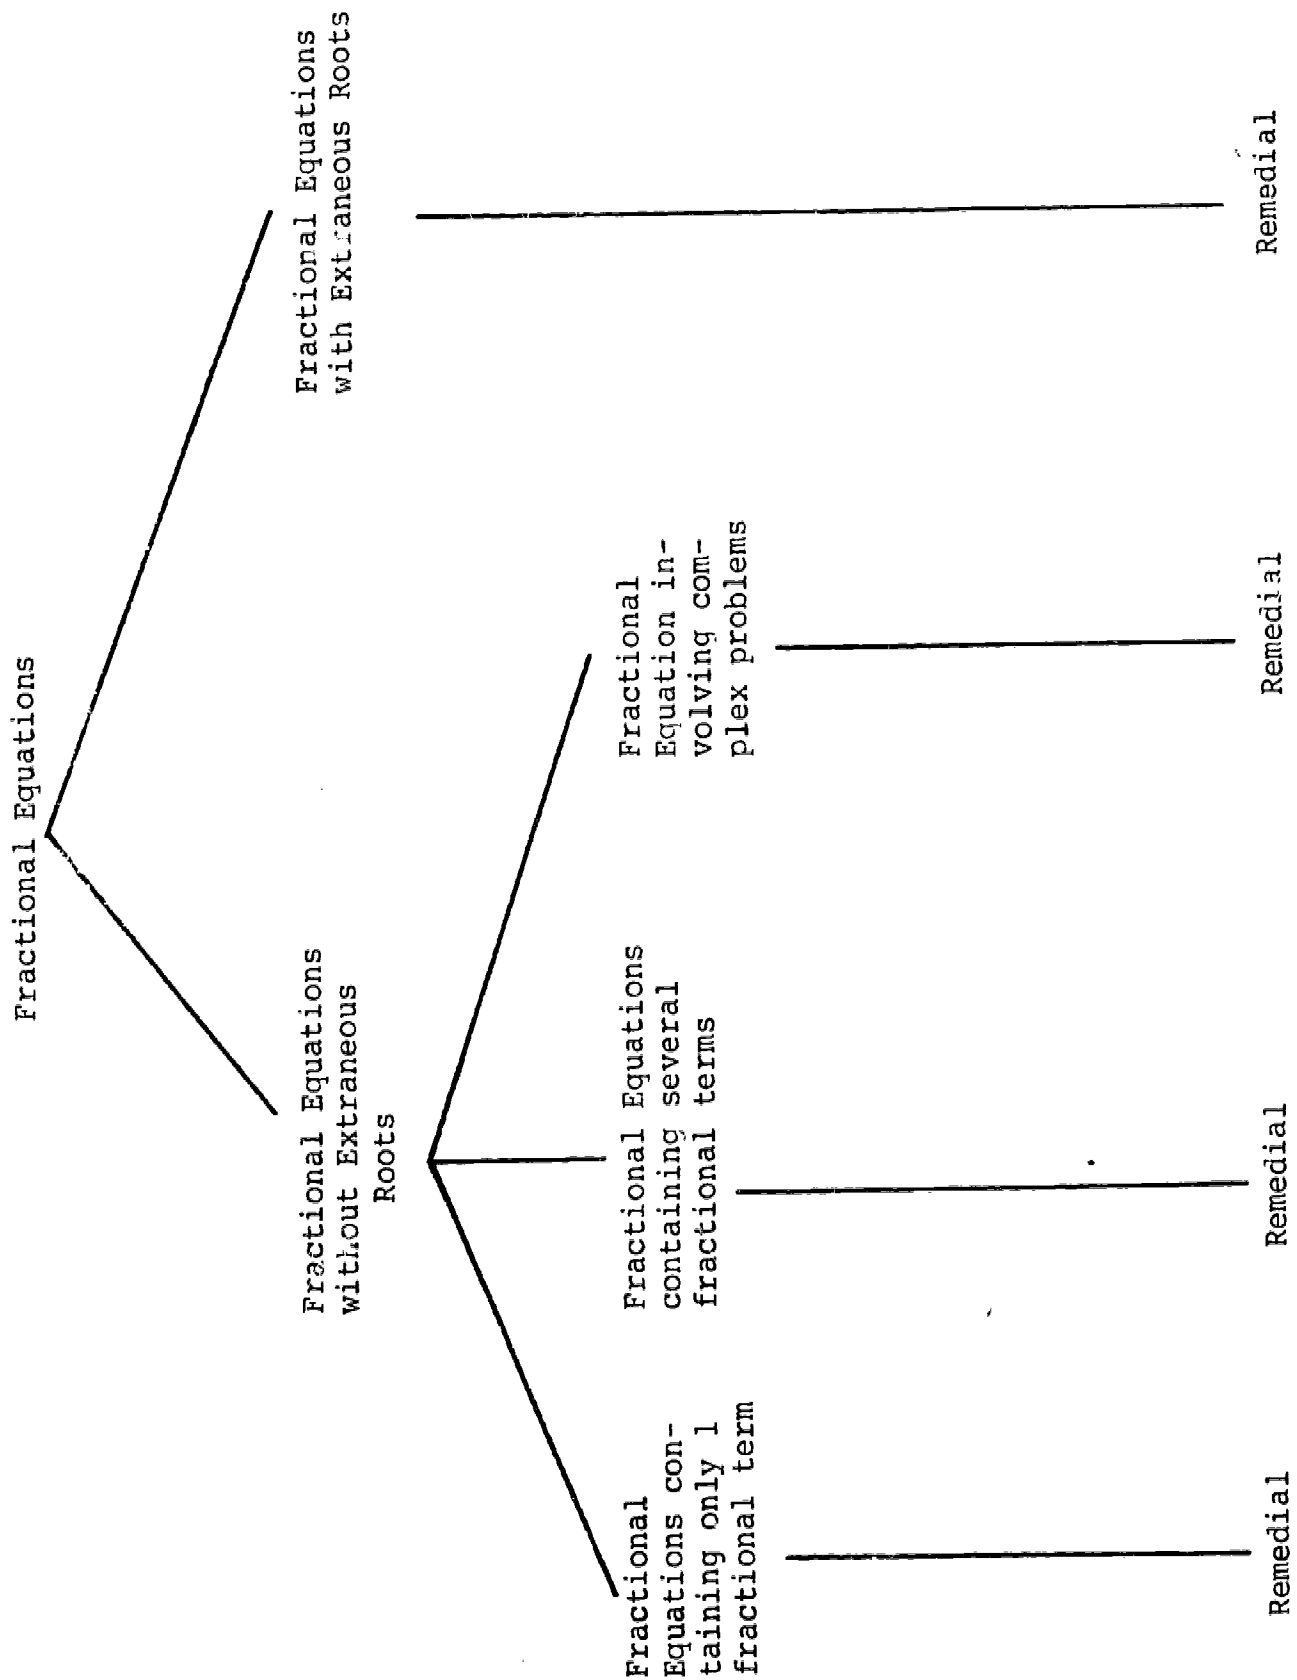 Fractional Equations
Fractional Equations
without Extraneous
Roots
Fractional Equations
with Extraneous Roots
Fractional
Equations con-
taining only 1
fractional term
Fractional Equations
containing several
fractional terms
Fractional
Equation in-
volving com-
plex problems
Remedial
Remedial
Remedial
Remedial